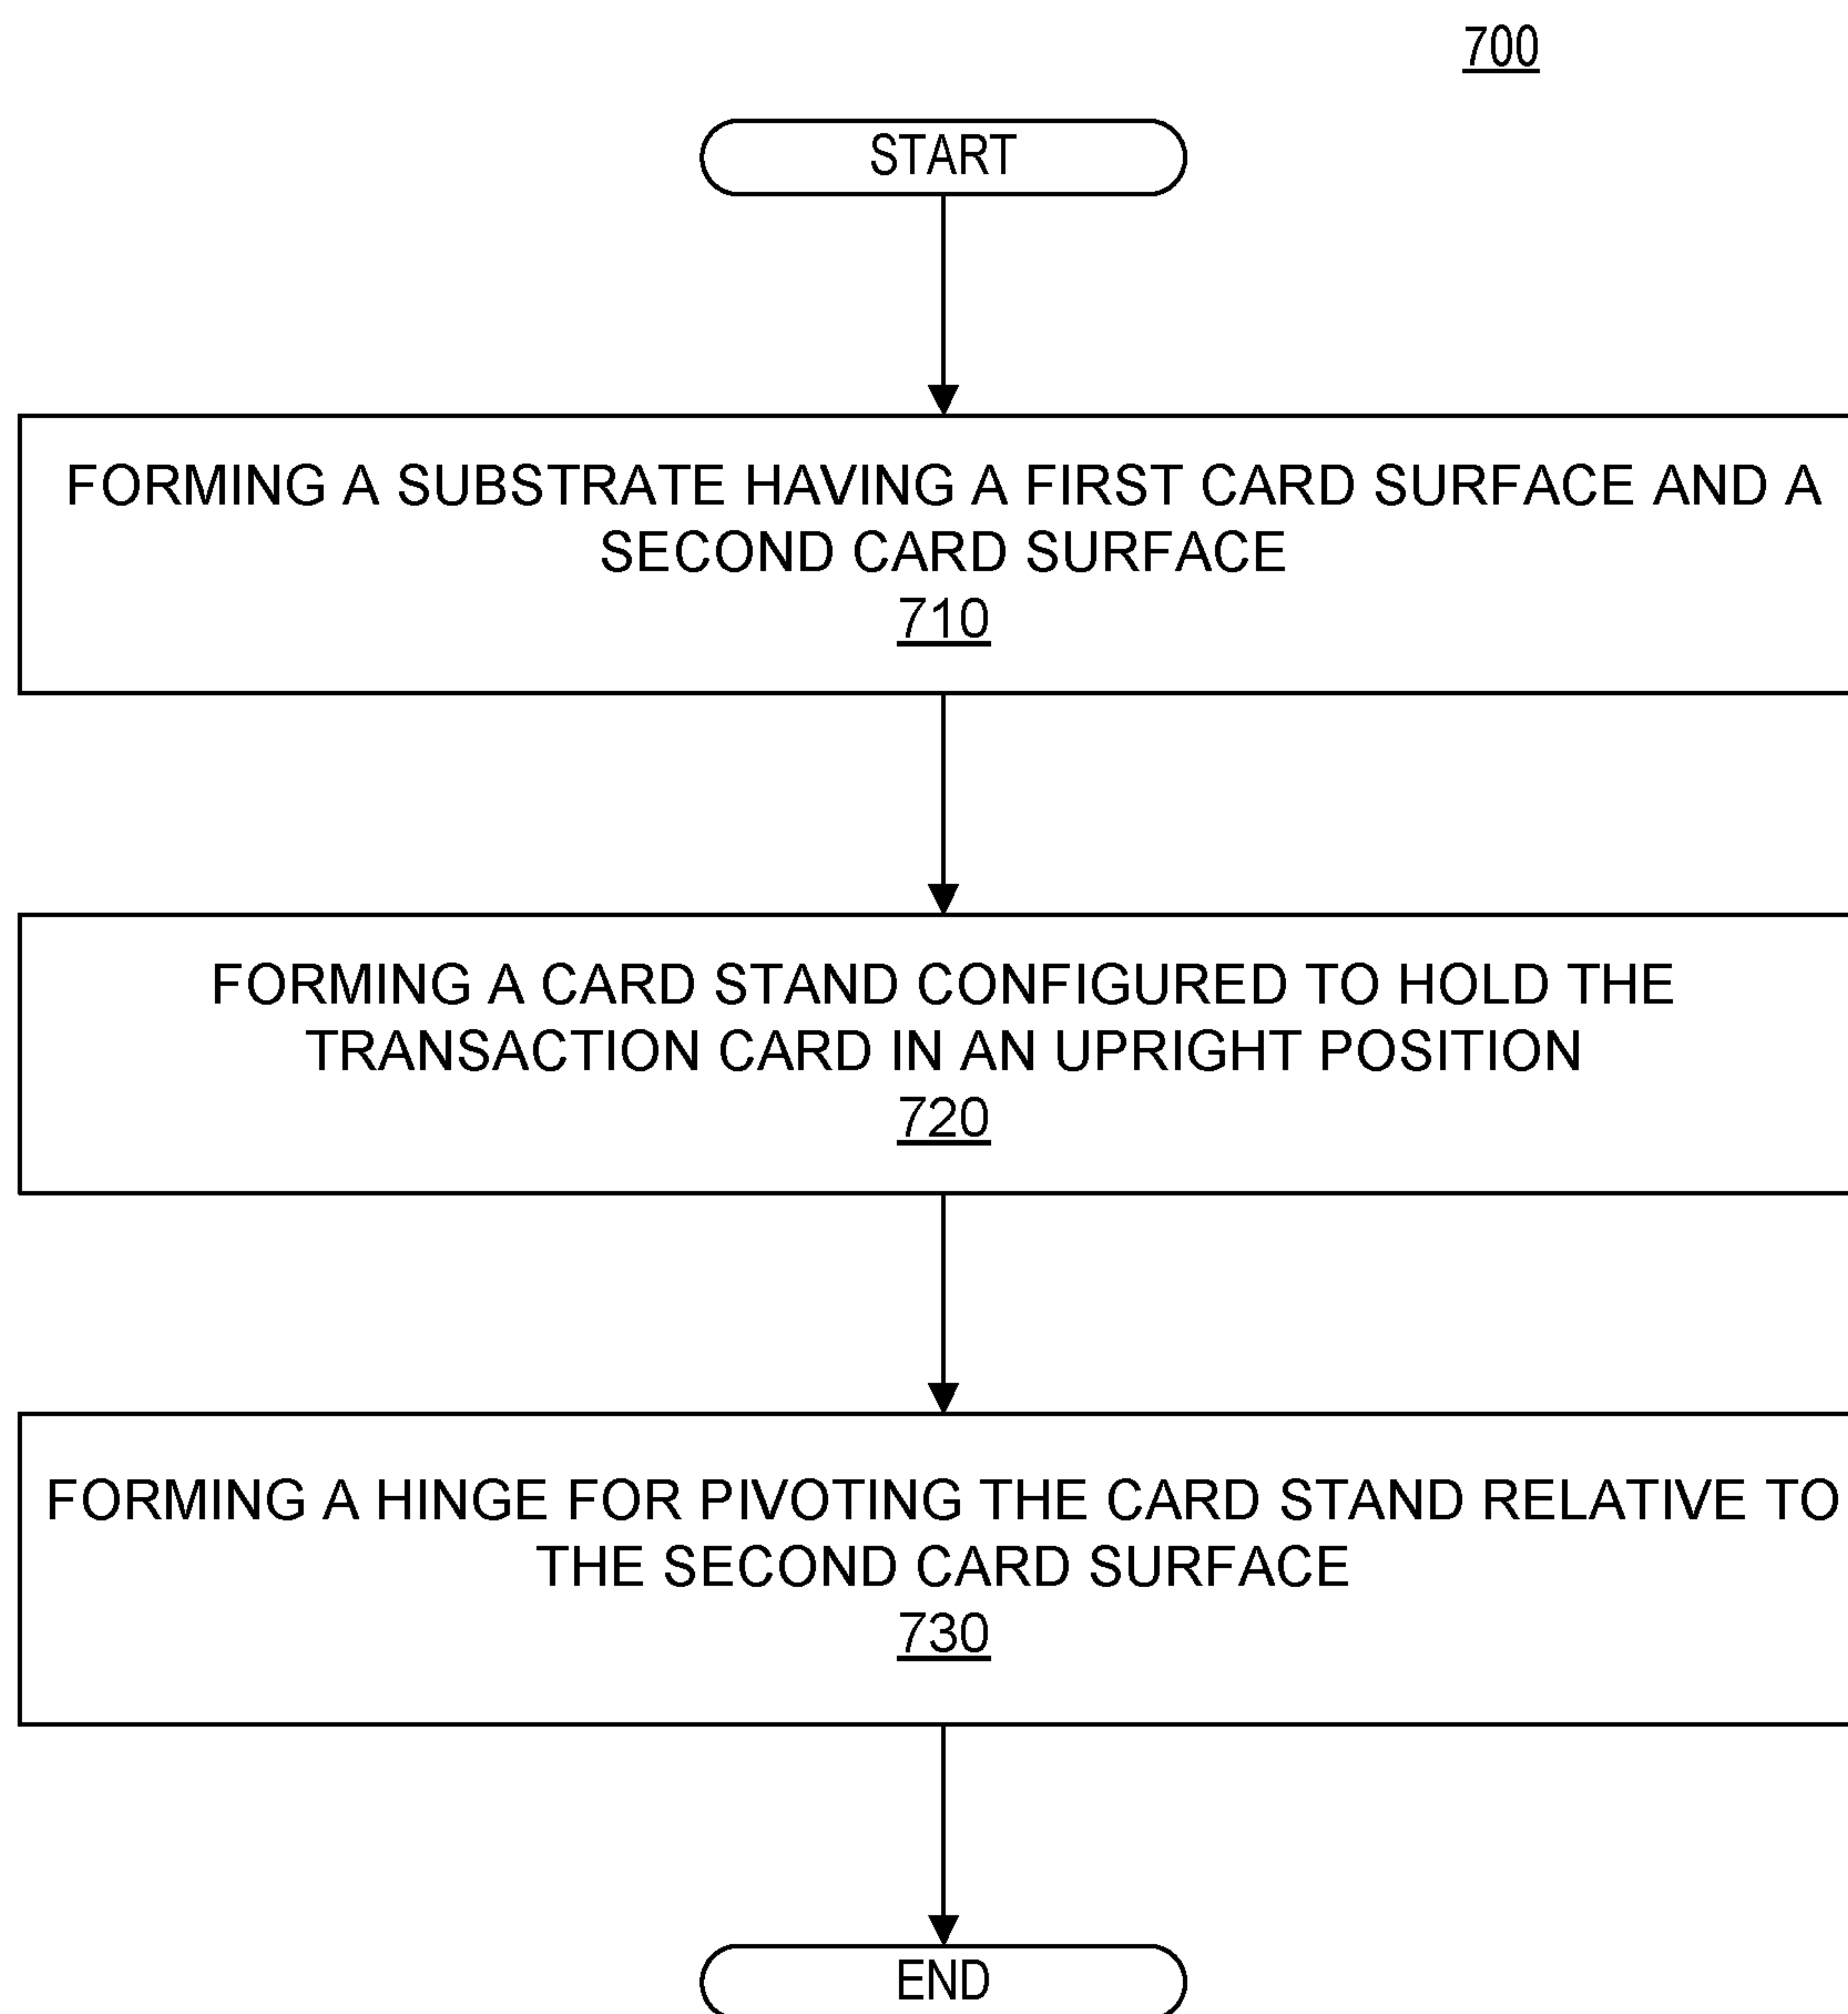 700
START
FORMING A SUBSTRATE HAVING A FIRST CARD SURFACE AND A
SECOND CARD SURFACE
710
FORMING A CARD STAND CONFIGURED TO HOLD THE
TRANSACTION CARD IN AN UPRIGHT POSITION
720
FORMING A HINGE FOR PIVOTING THE CARD STAND RELATIVE TO
THE SECOND CARD SURFACE
730
END